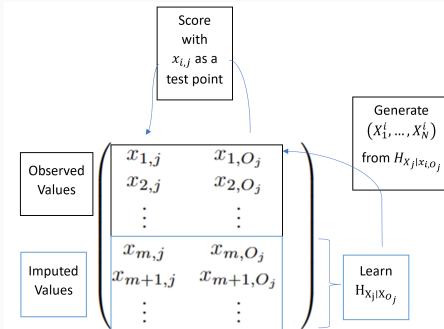 Score
with
x_{i,j} as a
test point
Generate
(X_1^i, …, X_N^i)
from H_{X_j|x_{i,O_j}}
Observed
Values
x_{1,j} x_{1,O_j}
x_{2,j} x_{2,O_j}
⋮ ⋮
Imputed
Values
x_{m,j} x_{m,O_j}
x_{m+1,j} x_{m+1,O_j}
⋮ ⋮
Learn
H_{X_j|X_{O_j}}